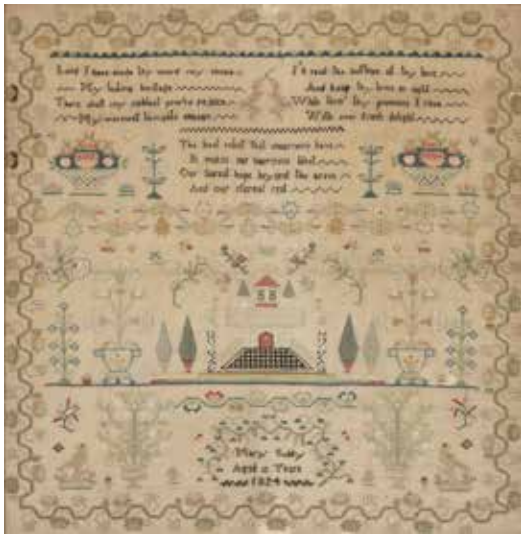 Lord I have made thy word my choice
My lasting heritage
There shall my noblest powers rejoice
My warmest thoughts engage
I'll read the histories of thy love
And keep thy laws in sight
While thro' thy promises I rove
With ever fresh delight
The best relief that mourners have
It makes our sorrows blest
Our fairest hope beyond the grave
And our eternal rest
Mary
Aged Years
1824